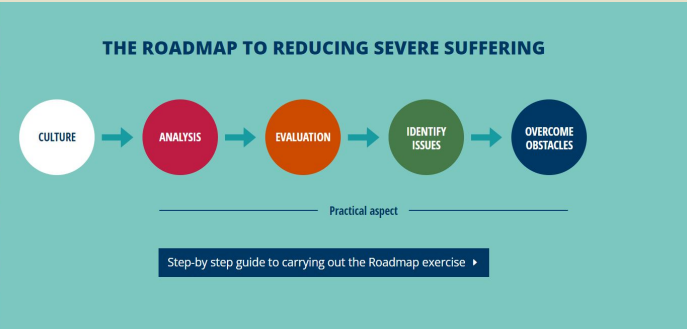 THE ROADMAP TO REDUCING SEVERE SUFFERING
CULTURE
ANALYSIS
EVALUATION
IDENTIFY
ISSUES
OVERCOME
OBSTACLES
Practical aspect
Step-by step guide to carrying out the Roadmap exercise